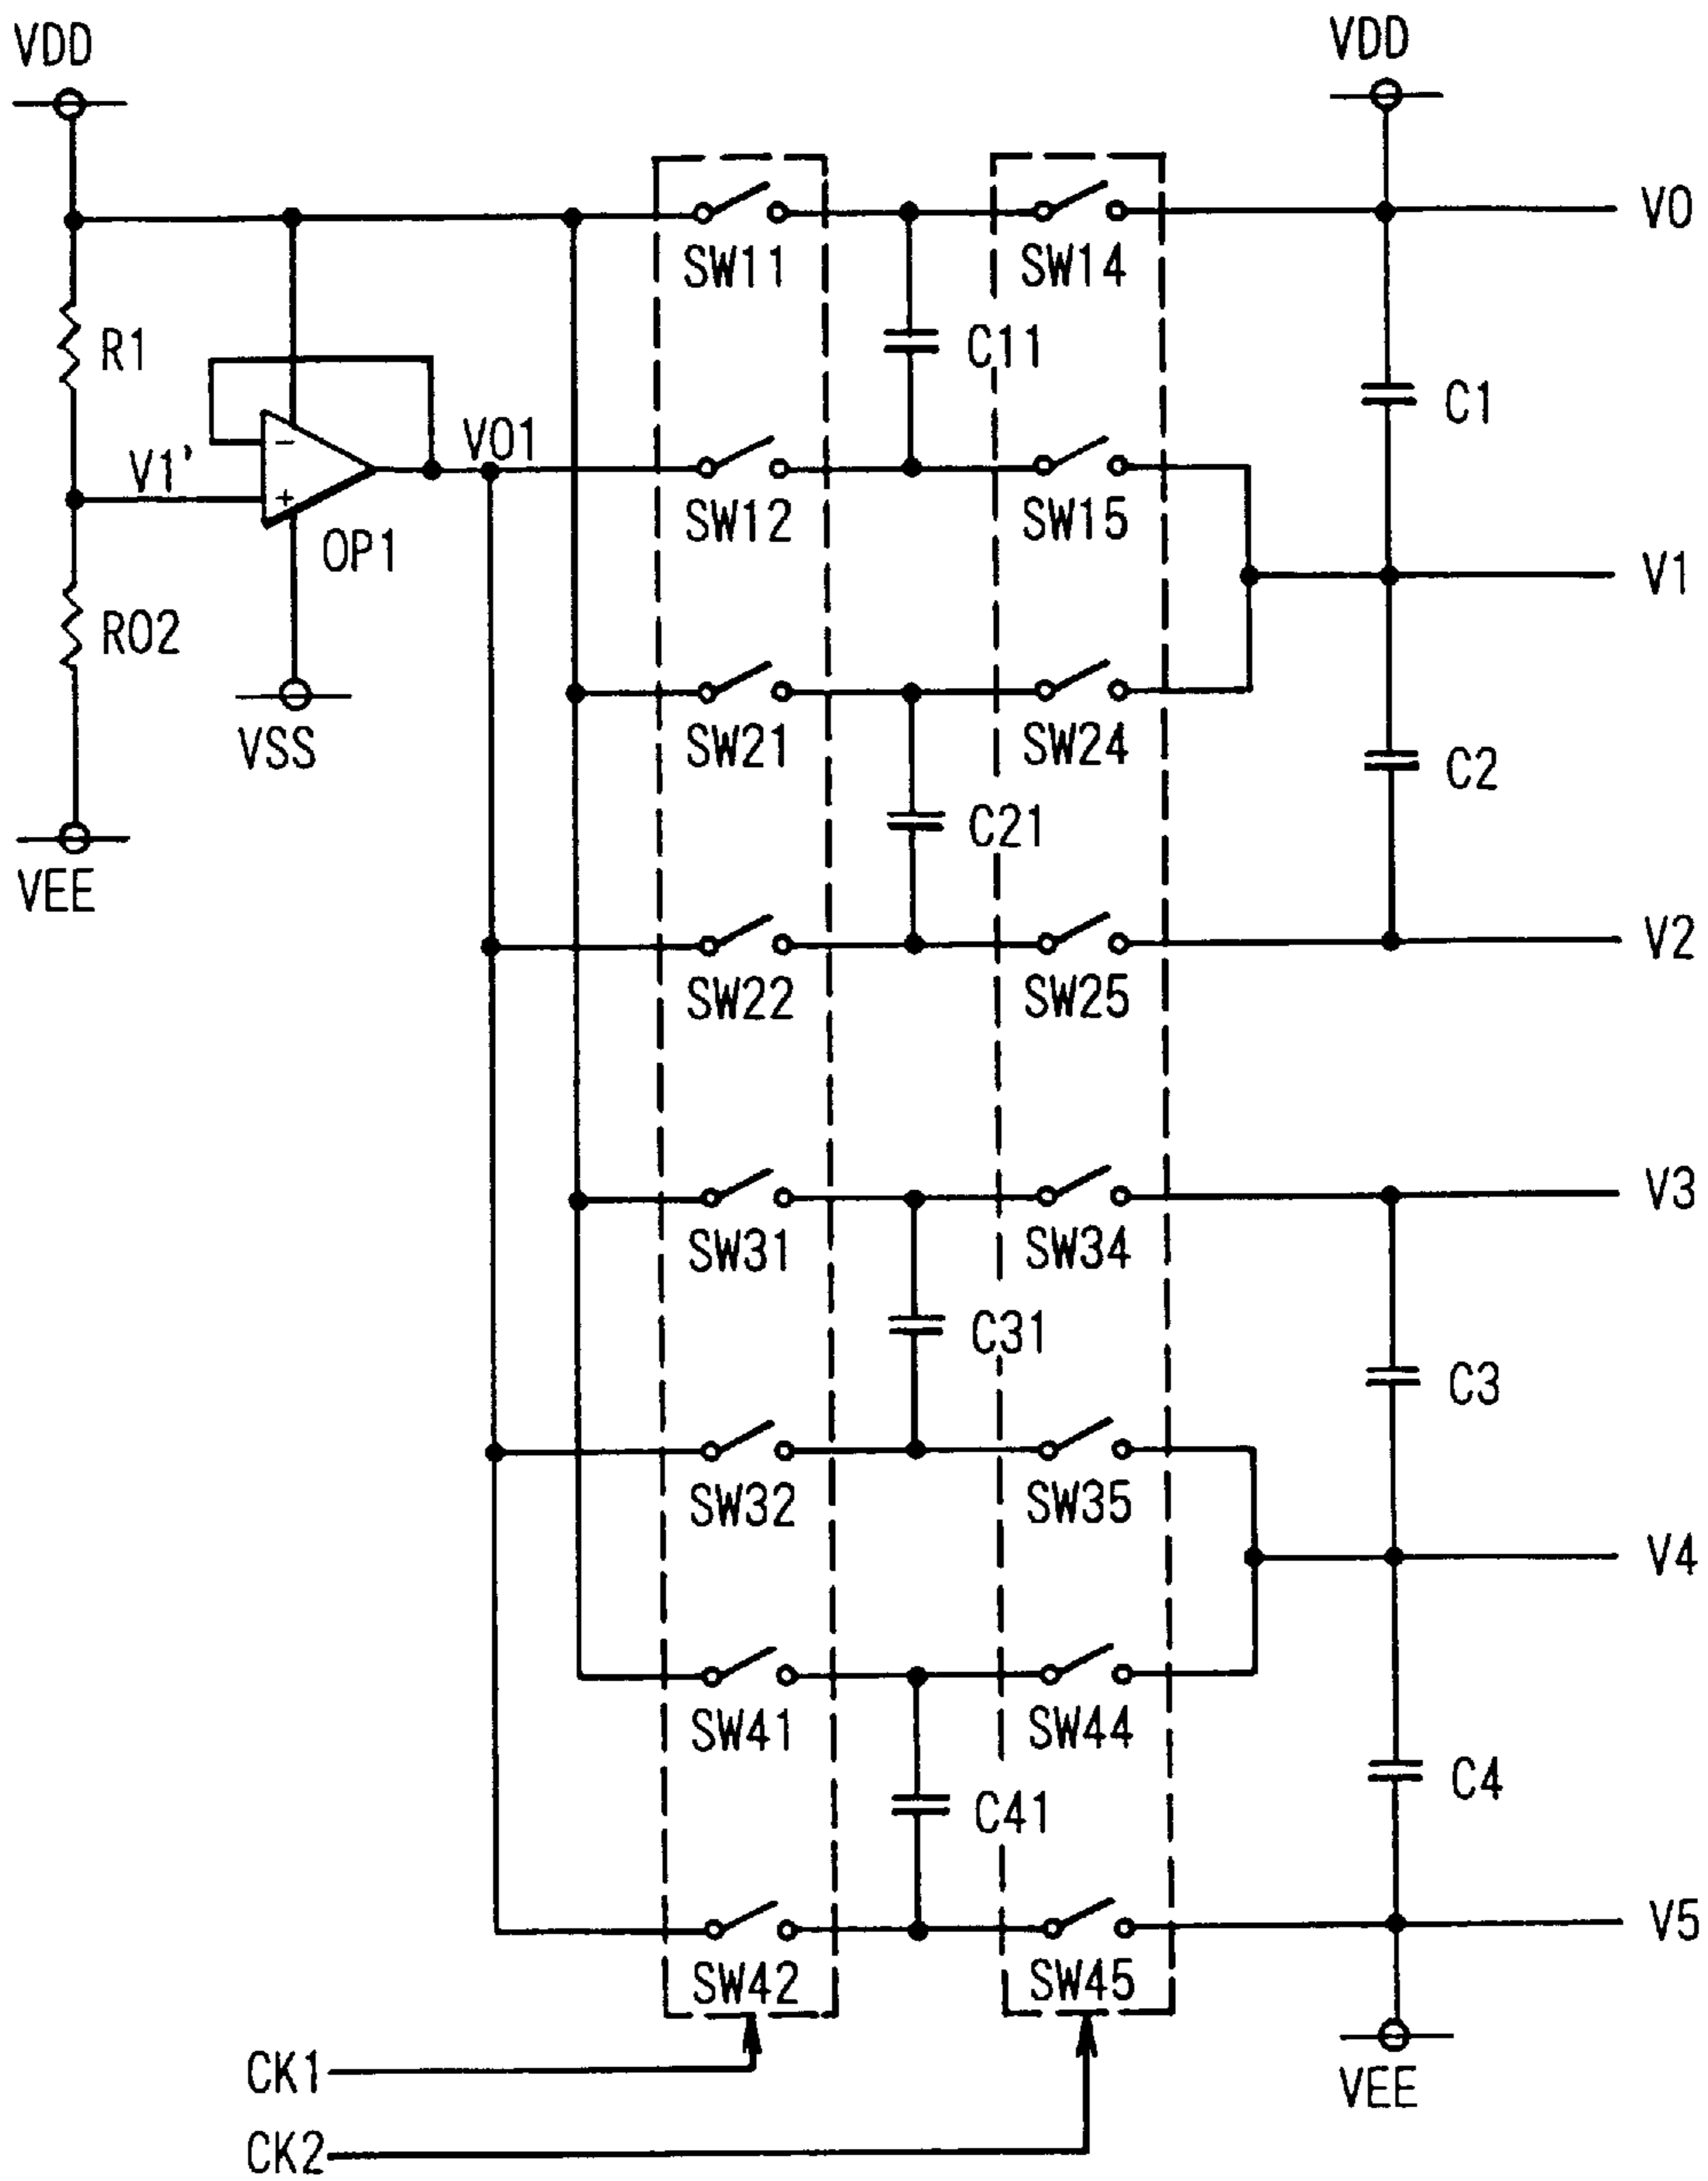 VDD
VDD
V0
SW11
SW14
R1
C11
C1
V1'
−
+
V01
OP1
SW12
SW15
V1
R02
SW21
SW24
VSS
C2
C21
VEE
V2
SW22
SW25
V3
SW31
SW34
C31
C3
SW32
SW35
V4
SW41
SW44
C4
C41
V5
SW42
SW45
CK1
VEE
CK2